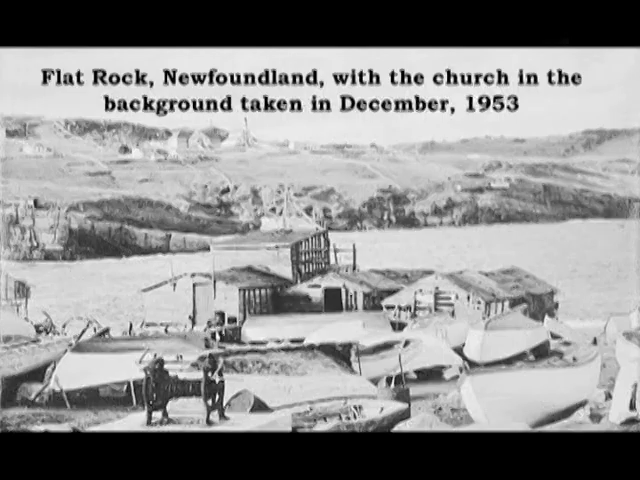 Flat Rock, Newfoundland, with the church in the
background taken in December, 1953